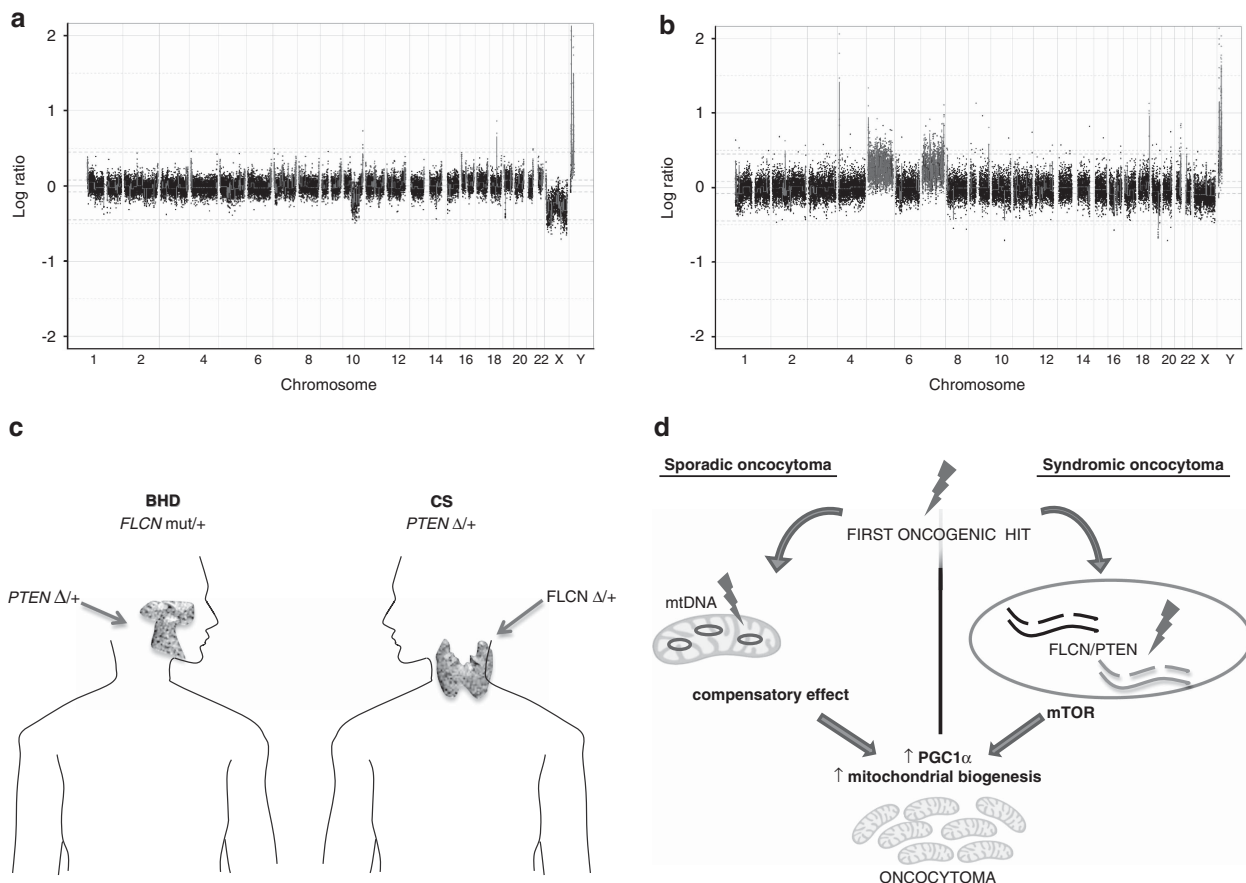 a
2
1
0
-1
-2
Log ratio
1 2 4 6 8 10 12 14 16 18 20 22 X Y
Chromosome
b
2
1
0
-1
-2
Log ratio
1 2 4 6 8 10 12 14 16 18 20 22 X Y
Chromosome
c
BHD
FLCN mut/+
PTEN Δ/+
CS
PTEN Δ/+
FLCN Δ/+
d
Sporadic oncocytoma
Syndromic oncocytoma
FIRST ONCOGENIC HIT
mtDNA
FLCN/PTEN
compensatory effect
mTOR
↑ PGC1α
↑ mitochondrial biogenesis
ONCOCYTOMA